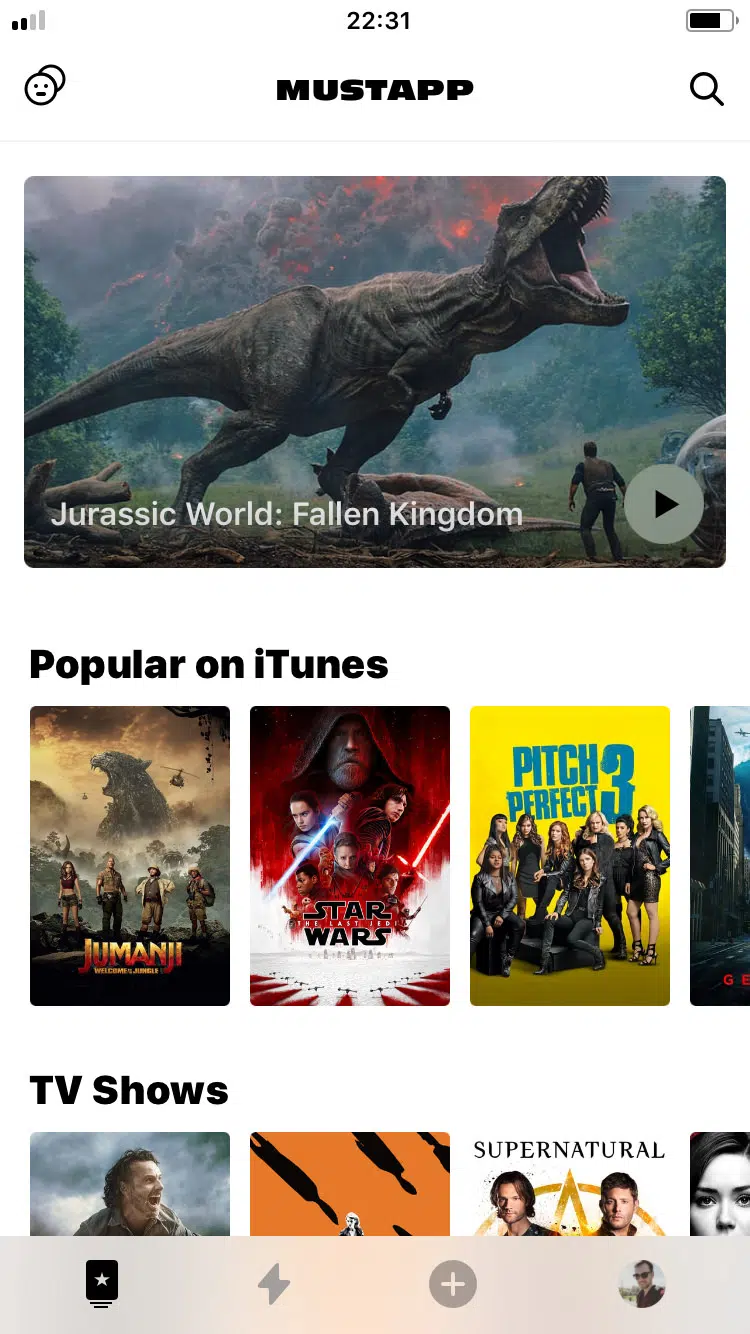 22:31
MUSTAPP
Jurassic World: Fallen Kingdom
Popular on iTunes
JUMANJI
WELCOME TO THE JUNGLE
STAR
THE LAST JEDI
WARS
PITCH
PERFECT 3
G E
TV Shows
SUPERNATURAL